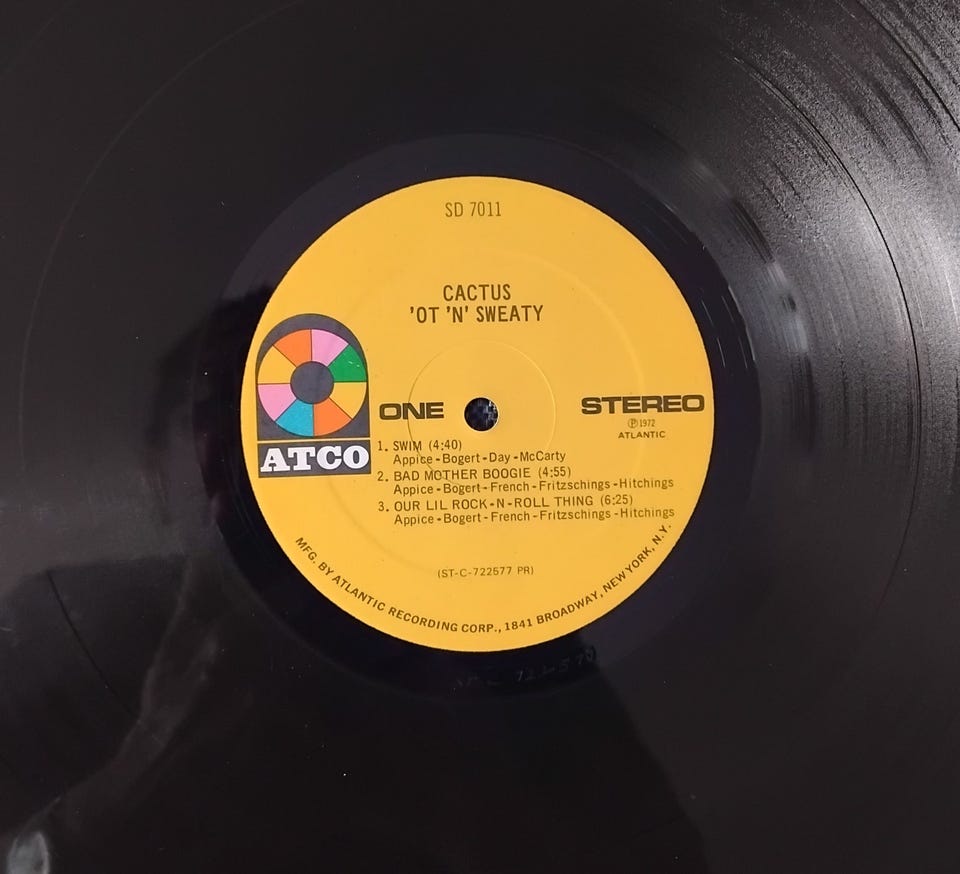 SD 7011
CACTUS
'OT 'N' SWEATY
ATCO
ONE
STEREO
Ⓟ 1972
ATLANTIC
1. SWIM (4:40)
Appice - Bogert - Day - McCarty
2. BAD MOTHER BOOGIE (4:55)
Appice - Bogert - French - Fritzschings - Hitchings
3. OUR LIL ROCK-N-ROLL THING (6:25)
Appice - Bogert - French - Fritzschings - Hitchings
(ST-C-722577 PR)
MFG. BY ATLANTIC RECORDING CORP., 1841 BROADWAY, NEW YORK, N.Y.